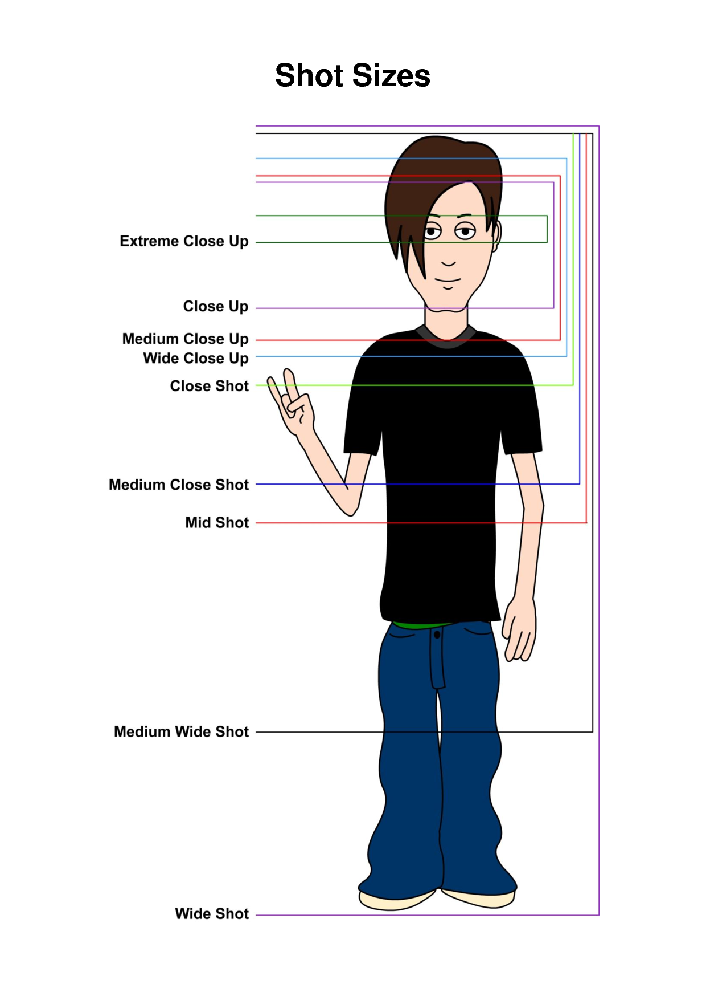 Shot Sizes
Extreme Close Up
Close Up
Medium Close Up
Wide Close Up
Close Shot
Medium Close Shot
Mid Shot
Medium Wide Shot
Wide Shot